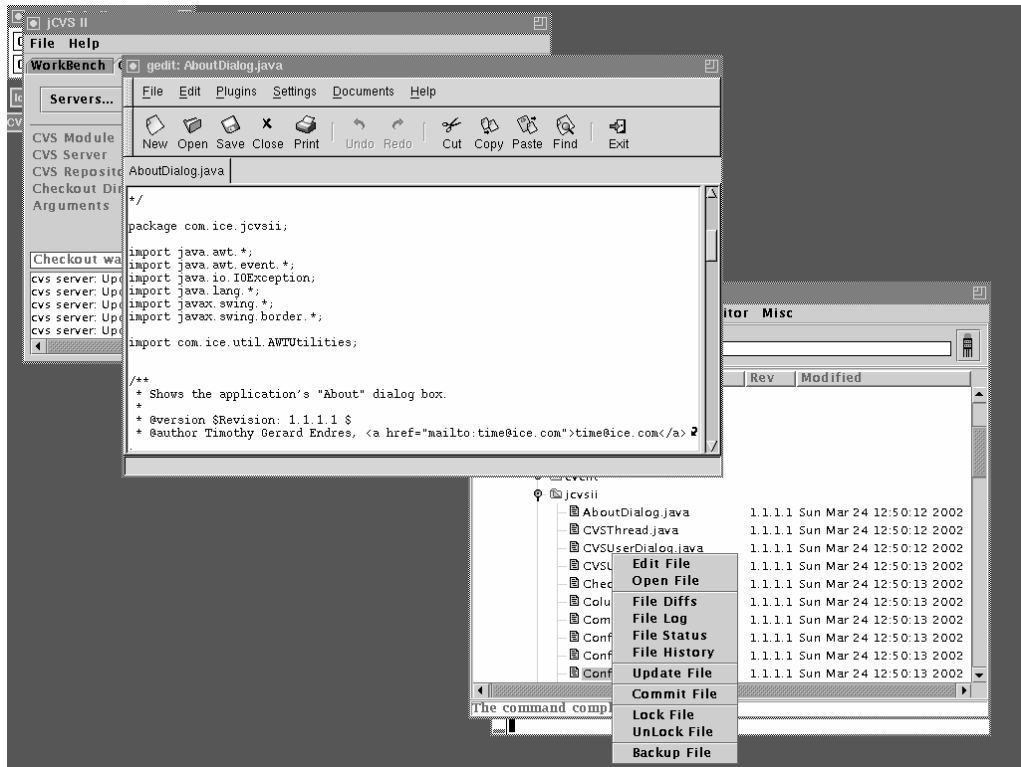 jCVS II
File Help
WorkBench
Servers...
CVS Module
CVS Server
CVS
Checkout
Arguments
Checkout
cvs server:
cvs server:
cvs server:
cvs server:
cvs server:
gedit: AboutDialog.java
File Edit Plugins Settings Documents Help
New Open Save Close Print Undo Redo Cut Copy Paste Find Exit
AboutDialog.java
*/
package com.ice.jcvsii;
import java.awt.*;
import java.awt.event.*;
import java.io.IOException;
import java.lang.*;
import javax.swing.*;
import javax.swing.border.*;
import com.ice.util.AWTUtilities;
/**
* Shows the application's "About" dialog box.
*
* @version $Revision: 1.1.1.1 $
* @author Timothy Gerard Endres, <a href="mailto:time@ice.com">time@ice.com</a>
Misc
Rev Modified
jcvsii
AboutDialog.java 1.1.1.1 Sun Mar 24 12:50:12 2002
CVSThread.java 1.1.1.1 Sun Mar 24 12:50:12 2002
CVSUserDialog.java 1.1.1.1 Sun Mar 24 12:50:12 2002
1.1.1.1 Sun Mar 24 12:50:13 2002
1.1.1.1 Sun Mar 24 12:50:13 2002
1.1.1.1 Sun Mar 24 12:50:13 2002
1.1.1.1 Sun Mar 24 12:50:13 2002
1.1.1.1 Sun Mar 24 12:50:13 2002
1.1.1.1 Sun Mar 24 12:50:13 2002
1.1.1.1 Sun Mar 24 12:50:13 2002
Edit File
Open File
File Diffs
File Log
File Status
File History
Update File
Commit File
Lock File
UnLock File
Backup File
The command